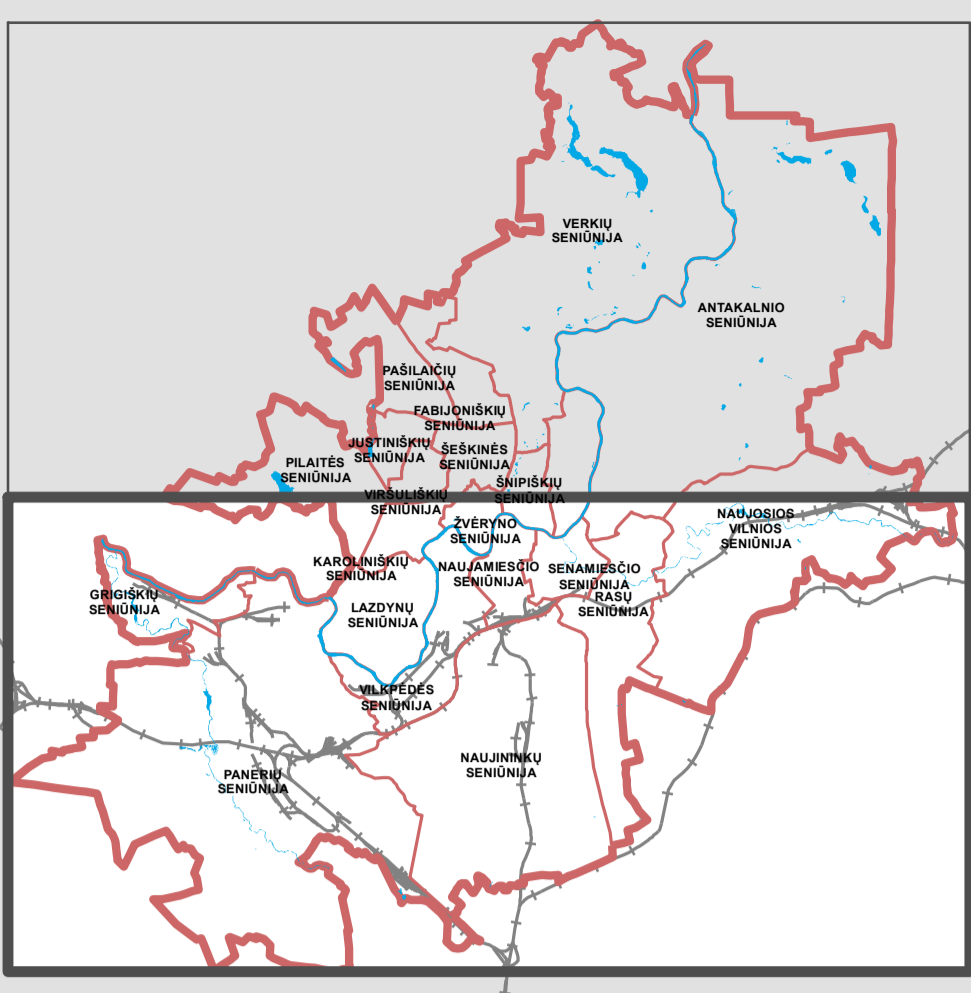 VERKIŲ
SENIŪNIJA
ANTAKALNIO
SENIŪNIJA
PAŠILAIČIŲ
SENIŪNIJA
FABIJONIŠKIŲ
SENIŪNIJA
JUSTINIŠKIŲ
SENIŪNIJA
ŠEŠKINĖS
SENIŪNIJA
PILAITĖS
SENIŪNIJA
ŠNIPIŠKIŲ
SENIŪNIJA
VIRŠULIŠKIŲ
SENIŪNIJA
NAUJOSIOS
VILNIOS
SENIŪNIJA
ŽVĖRYNO
SENIŪNIJA
KAROLINIŠKIŲ
SENIŪNIJA
NAUJAMIESČIO
SENIŪNIJA
SENAMIESČIO
SENIŪNIJA
GRIGIŠKIŲ
SENIŪNIJA
RASŲ
SENIŪNIJA
LAZDYNŲ
SENIŪNIJA
VILKPĖDĖS
SENIŪNIJA
NAUJININKŲ
SENIŪNIJA
PANERIŲ
SENIŪNIJA